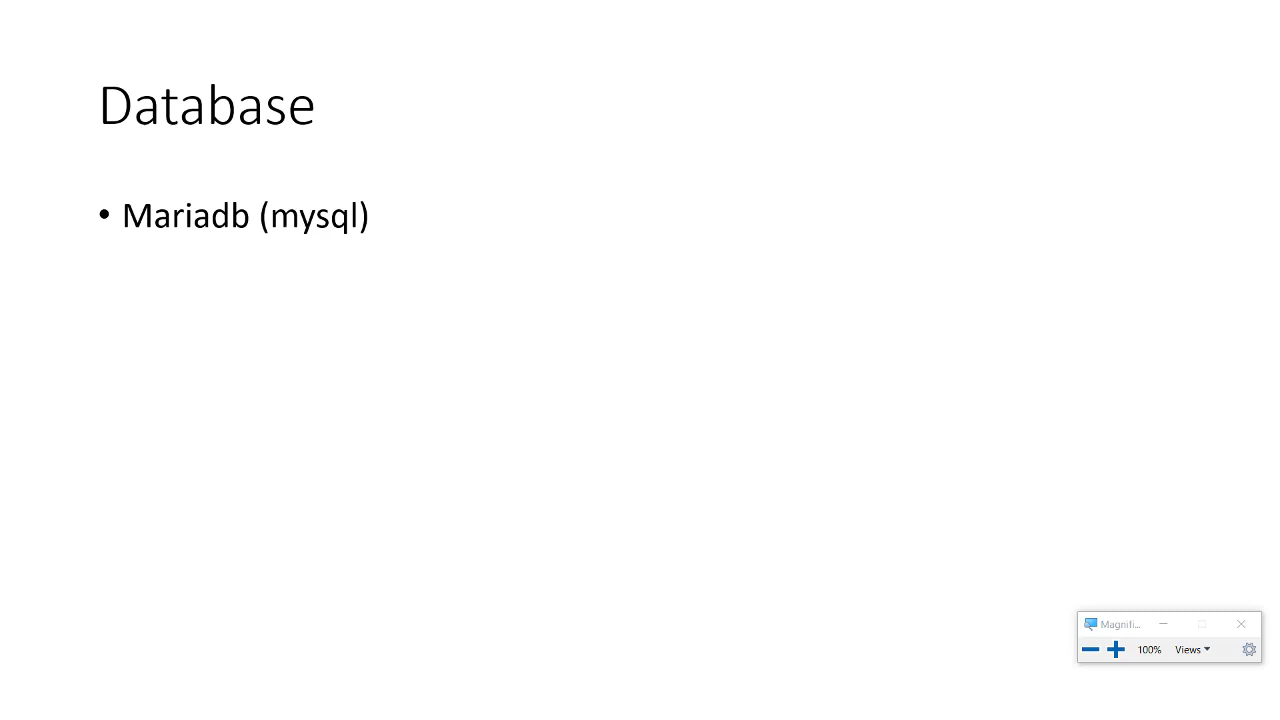 Database
• Mariadb (mysql)
Magnifi...
100% Views